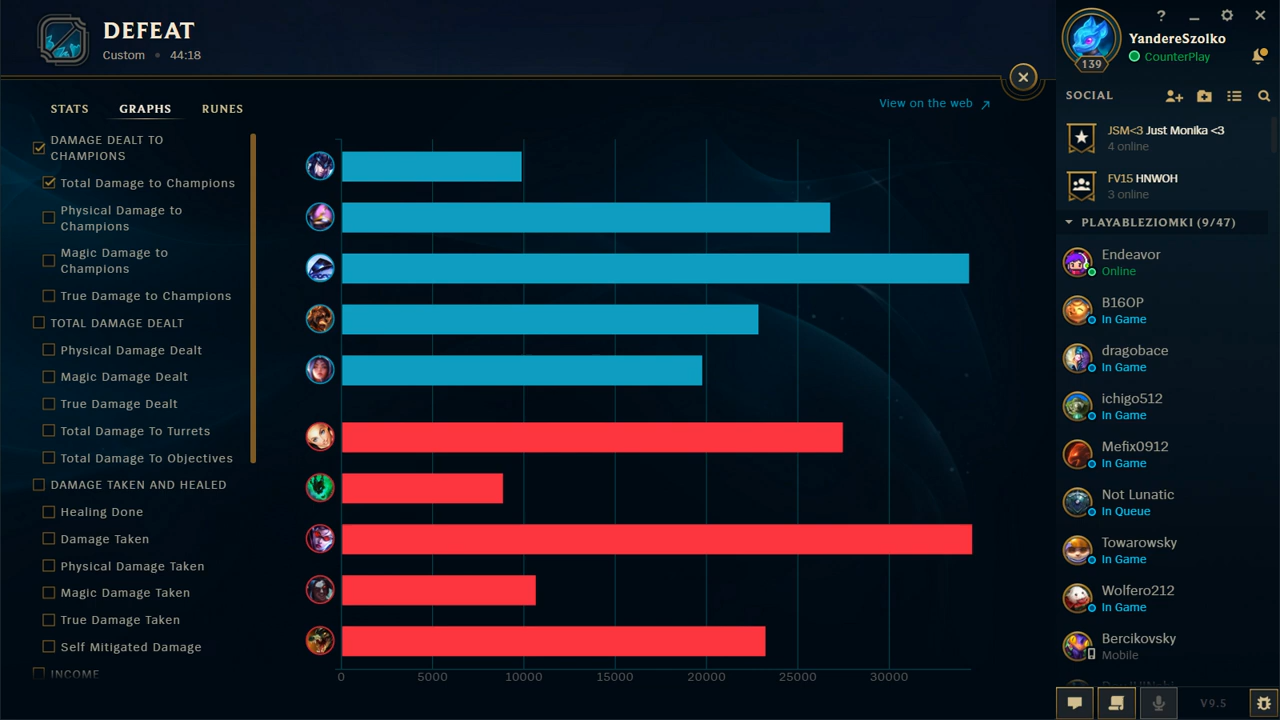 DEFEAT
Custom • 44:18
STATS GRAPHS RUNES
View on the web
DAMAGE DEALT TO
CHAMPIONS
Total Damage to Champions
Physical Damage to
Champions
Magic Damage to
Champions
True Damage to Champions
TOTAL DAMAGE DEALT
Physical Damage Dealt
Magic Damage Dealt
True Damage Dealt
Total Damage To Turrets
Total Damage To Objectives
DAMAGE TAKEN AND HEALED
Healing Done
Damage Taken
Physical Damage Taken
Magic Damage Taken
True Damage Taken
Self Mitigated Damage
INCOME
0 5000 10000 15000 20000 25000 30000
?
139
YandereSzolko
CounterPlay
SOCIAL
JSM<3 Just Monika <3
4 online
FV15 HNWOH
3 online
PLAYABLEZIOMKI (9/47)
Endeavor
Online
B16OP
In Game
dragobace
In Game
ichigo512
In Game
Mefix0912
In Game
Not Lunatic
In Queue
Towarowsky
In Game
Wolfero212
In Game
Bercikovsky
Mobile
V9.5